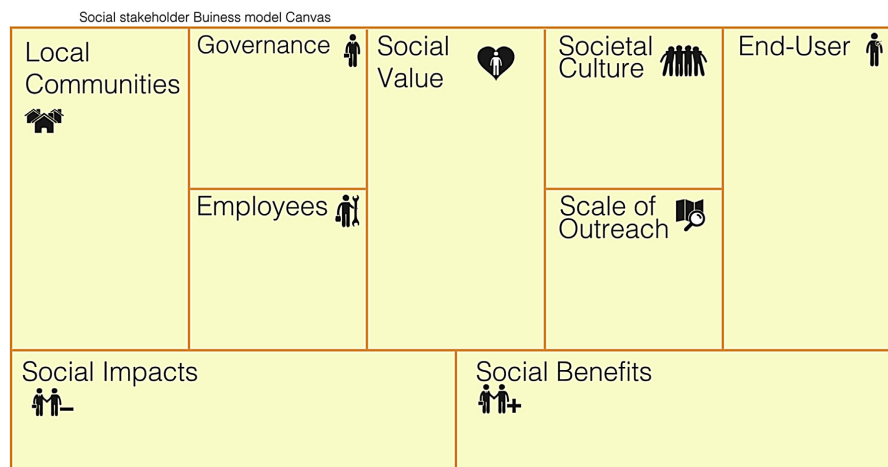 Social stakeholder Buiness model Canvas
Local
Communities
Governance
Employees
Social
Value
Societal
Culture
Scale of
Outreach
End-User
Social Impacts
Social Benefits